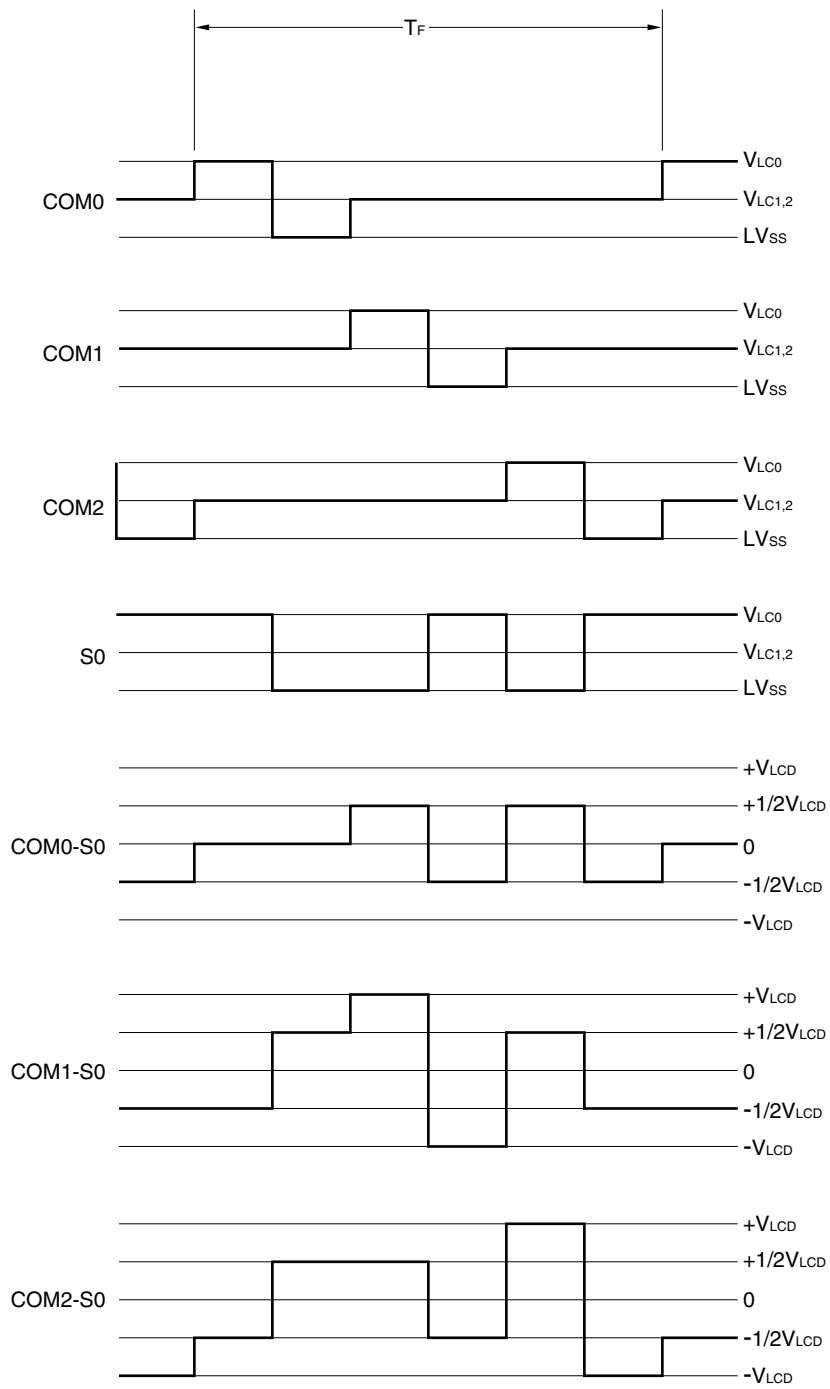 TF
VLC0
COM0
VLC1,2
LVSS
VLC0
COM1
VLC1,2
LVSS
VLC0
COM2
VLC1,2
LVSS
VLC0
S0
VLC1,2
LVSS
+VLCD
+1/2VLCD
COM0-S0
0
-1/2VLCD
-VLCD
+VLCD
+1/2VLCD
COM1-S0
0
-1/2VLCD
-VLCD
+VLCD
+1/2VLCD
COM2-S0
0
-1/2VLCD
-VLCD